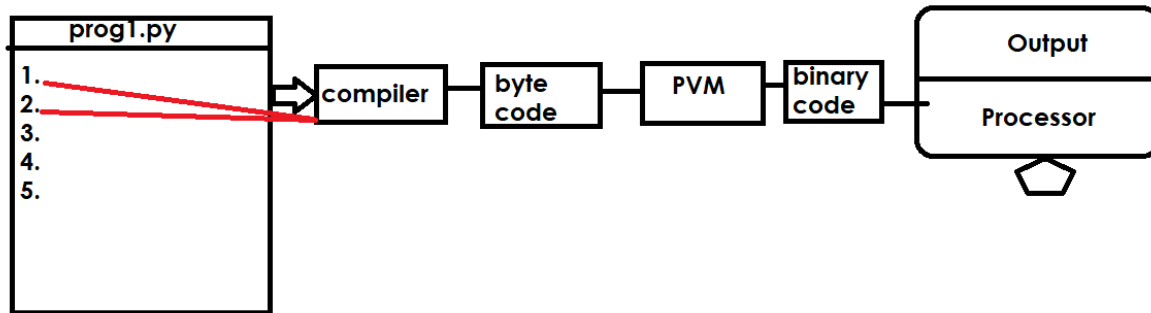 prog1.py
1.
2.
3.
4.
5.
compiler
byte
code
PVM
binary
code
Output
Processor